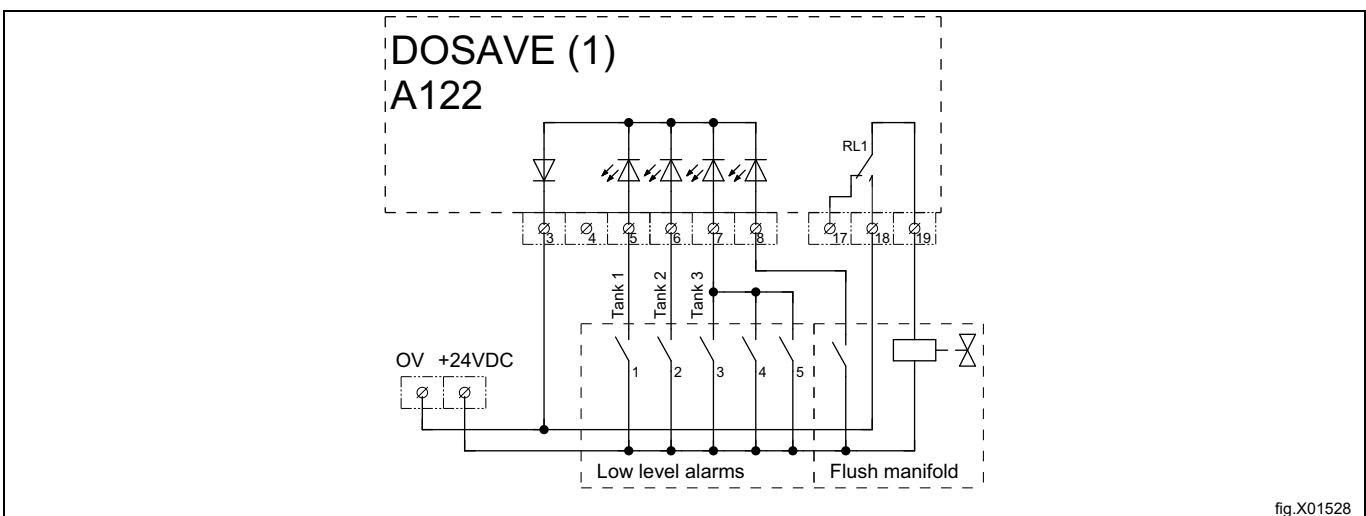 DOSAVE (1)
A122
RL1
3 4 5 6 7 8 17 18 19
Tank 1
Tank 2
Tank 3
OV +24VDC
1 2 3 4 5
Low level alarms Flush manifold
fig.X01528